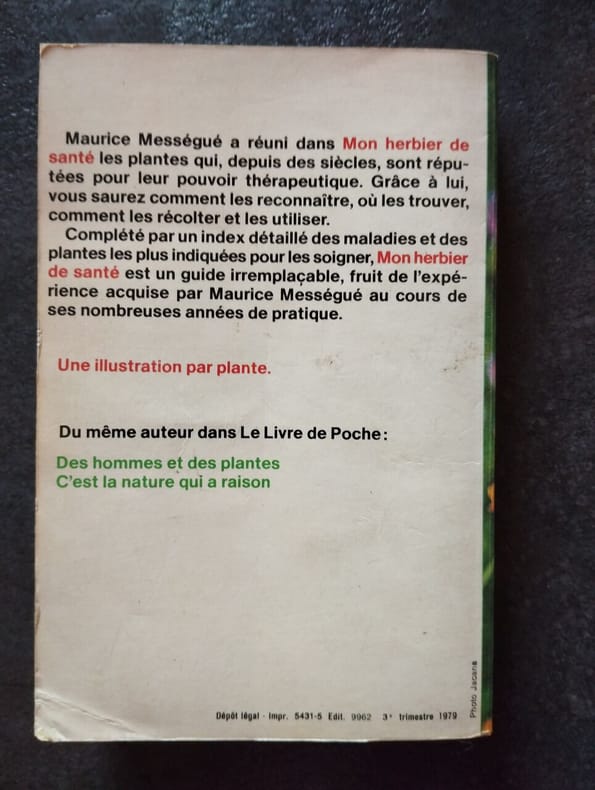 Maurice Mességué a réuni dans Mon herbier de
santé les plantes qui, depuis des siècles, sont répu-
tées pour leur pouvoir thérapeutique. Grâce à lui,
vous saurez comment les reconnaître, où les trouver,
comment les récolter et les utiliser.
Complété par un index détaillé des maladies et des
plantes les plus indiquées pour les soigner, Mon herbier
de santé est un guide irremplaçable, fruit de l'expé-
rience acquise par Maurice Mességué au cours de
ses nombreuses années de pratique.
Une illustration par plante.
Du même auteur dans Le Livre de Poche :
Des hommes et des plantes
C'est la nature qui a raison
Photo Jacana
Dépôt légal - Impr. 5431-5 Edit. 9962 3e trimestre 1979